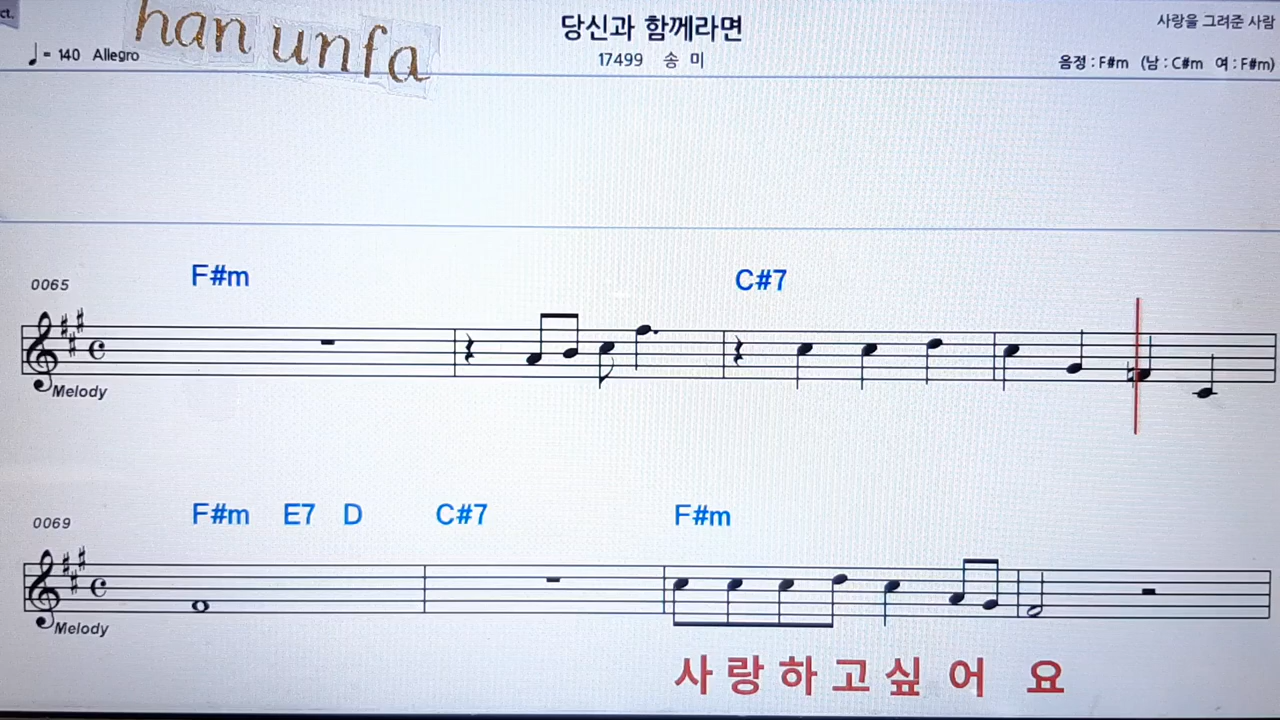 ct.
han unfa
♩= 140 Allegro
당신과 함께라면
17499 송 미
사랑을 그려준 사람
음정 : F#m (남 : C#m 여 : F#m)
0065
F#m C#7
Melody
0069
F#m E7 D C#7 F#m
Melody
사랑하고싶어 요